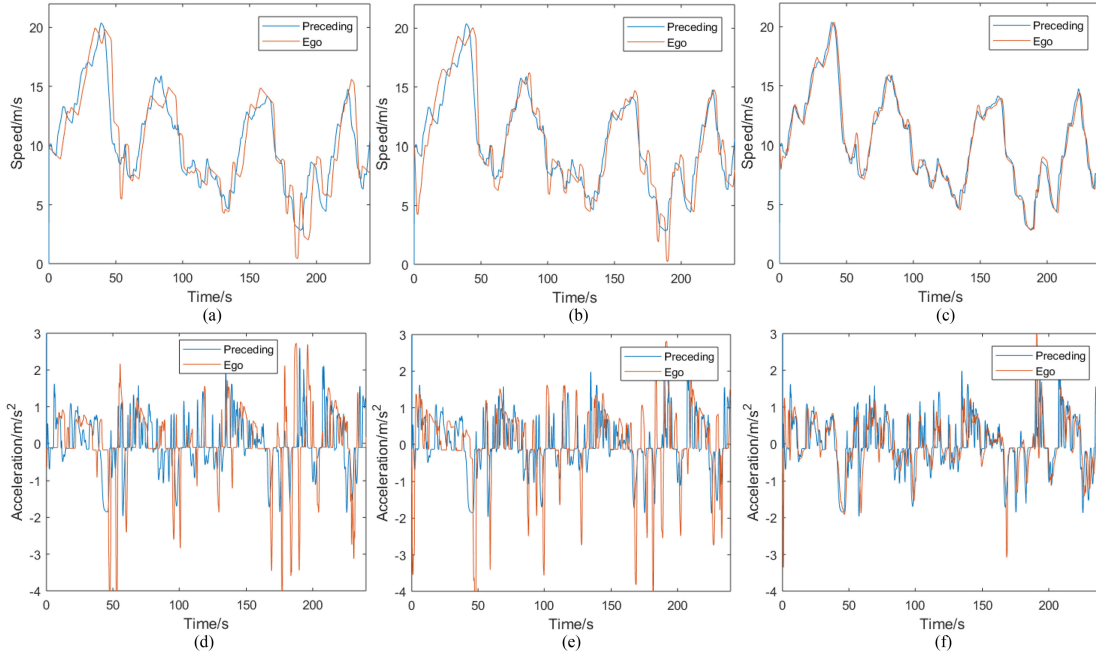 Speed/m/s
20
15
10
5
0
Preceding
Ego
0 50 100 150 200
Time/s
(a)
Speed/m/s
20
15
10
5
0
Preceding
Ego
0 50 100 150 200
Time/s
(b)
Speed/m/s
20
15
10
5
0
Preceding
Ego
0 50 100 150 200
Time/s
(c)
Acceleration/m/s²
3
2
1
0
-1
-2
-3
-4
Preceding
Ego
0 50 100 150 200
Time/s
(d)
Acceleration/m/s²
3
2
1
0
-1
-2
-3
-4
Preceding
Ego
0 50 100 150 200
Time/s
(e)
Acceleration/m/s²
3
2
1
0
-1
-2
-3
-4
Preceding
Ego
0 50 100 150 200
Time/s
(f)